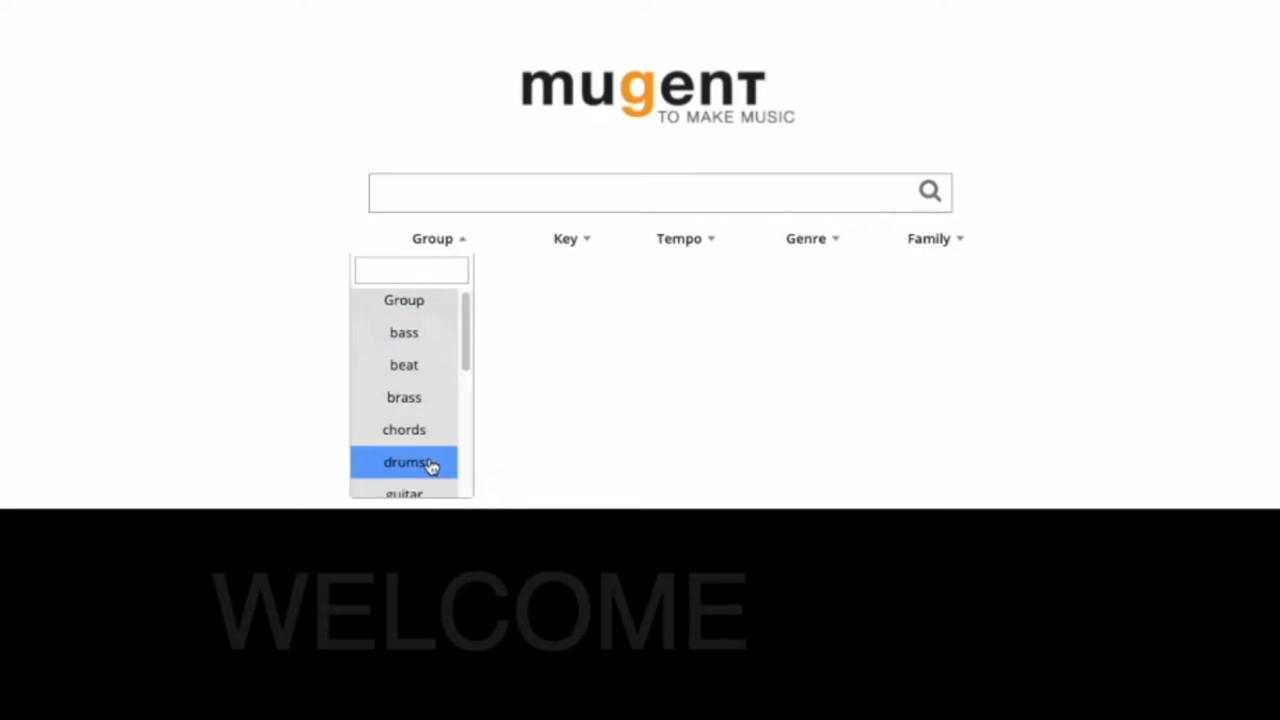 mugent
TO MAKE MUSIC
Group Key Tempo Genre Family
Group
bass
beat
brass
chords
drums
guitar
WELCOME